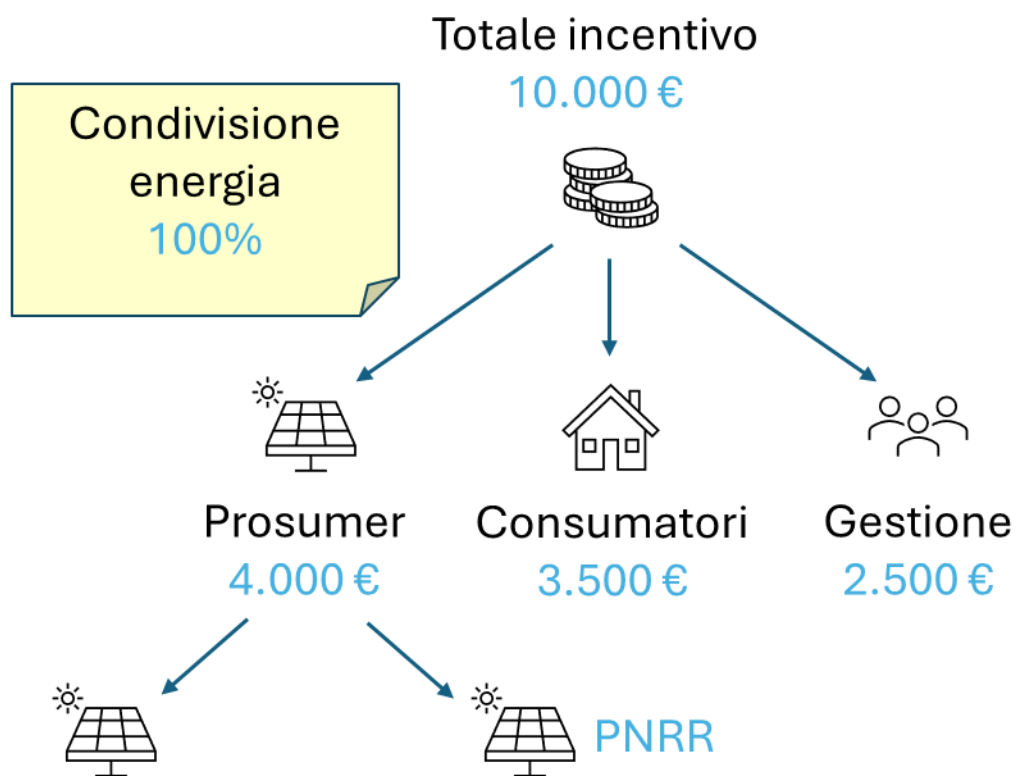 Totale incentivo
10.000 €
Condivisione
energia
100%
Prosumer
4.000 €
Consumatori
3.500 €
Gestione
2.500 €
PNRR